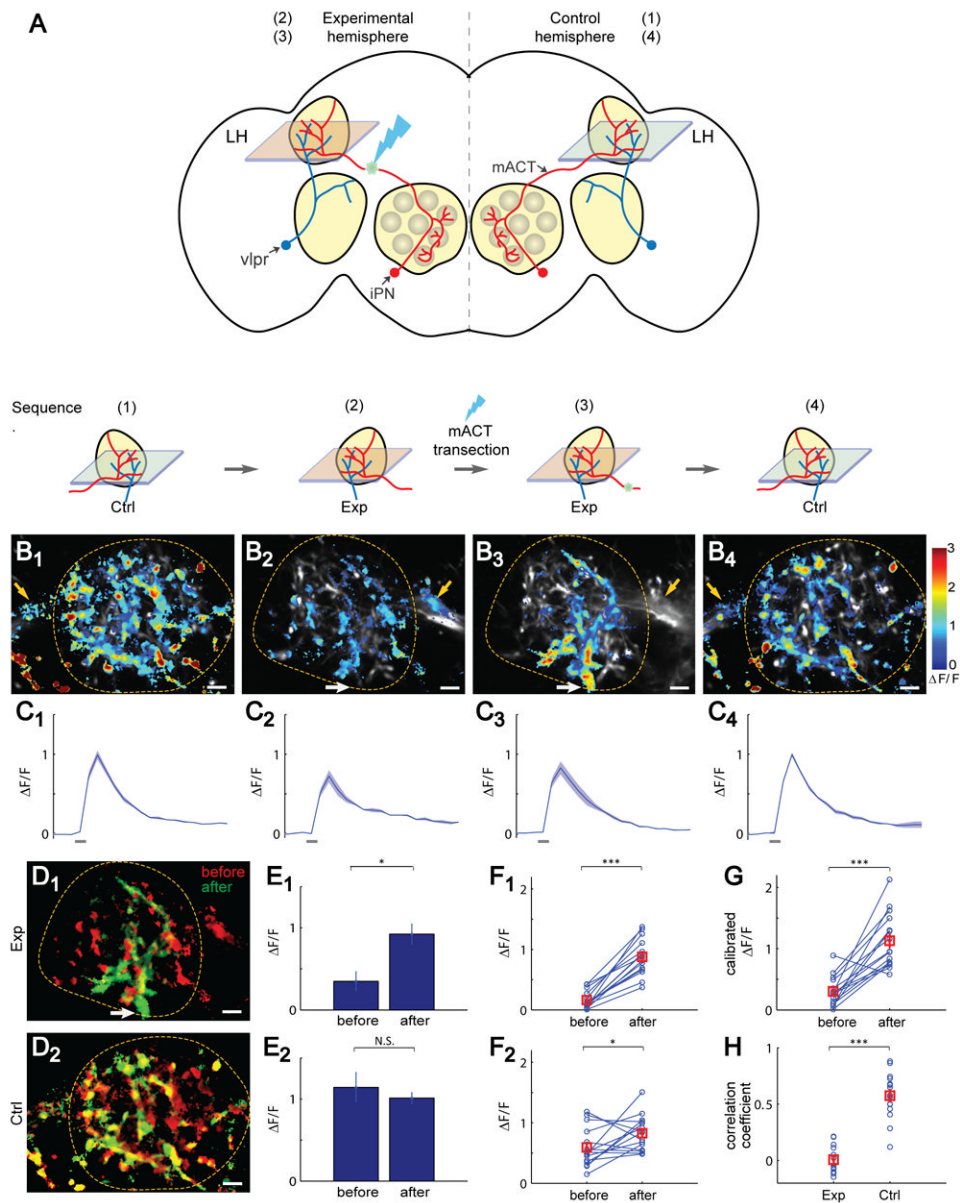 A
(2) Experimental
(3) hemisphere
Control (1)
hemisphere (4)
LH
LH
mACT
vlpr
iPN
Sequence (1) (2) (3) (4)
.
mACT
transection
Ctrl Exp Exp Ctrl
B1 B2 B3 B4
3
2
1
0
ΔF/F
C1 C2 C3 C4
ΔF/F 1 0
ΔF/F 1 0
ΔF/F 1 0
ΔF/F 1 0
D1 before
after
Exp
E1 *
ΔF/F
1
0
before after
F1 ***
ΔF/F
2
1
0
before after
G ***
calibrated
ΔF/F
2
1
0
before after
D2
Ctrl
E2 N.S.
ΔF/F
1
0
before after
F2 *
ΔF/F
2
1
0
before after
H ***
correlation
coefficient
1
0.5
0
Exp Ctrl